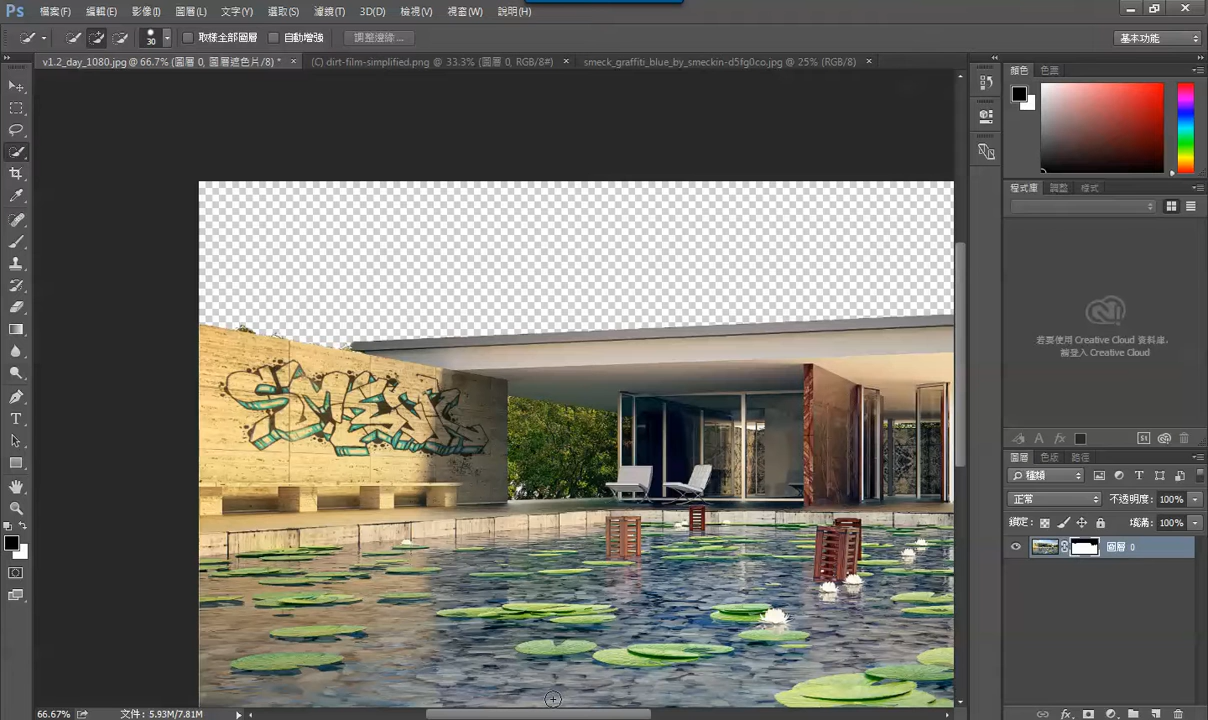 Ps 檔案(F) 編輯(E) 影像(I) 圖層(L) 文字(Y) 選取(S) 濾鏡(T) 3D(D) 檢視(V) 視窗(W) 說明(H)
30 取樣全部圖層 自動增強 調整邊緣... 基本功能
v1.2_day_1080.jpg @ 66.7% (圖層 0, 圖層遮色片/8) * × (C) dirt-film-simplified.png @ 33.3% (圖層 0, RGB/8#) × smeck_graffiti_blue_by_smeckin-d5fg0co.jpg @ 25% (RGB/8) ×
顏色 色票
程式庫 調整 樣式
若要使用 Creative Cloud 資料庫，
請登入 Creative Cloud
圖層 色版 路徑
種類
正常 不透明度: 100%
鎖定: 填滿: 100%
圖層 0
66.67% 文件: 5.93M/7.81M